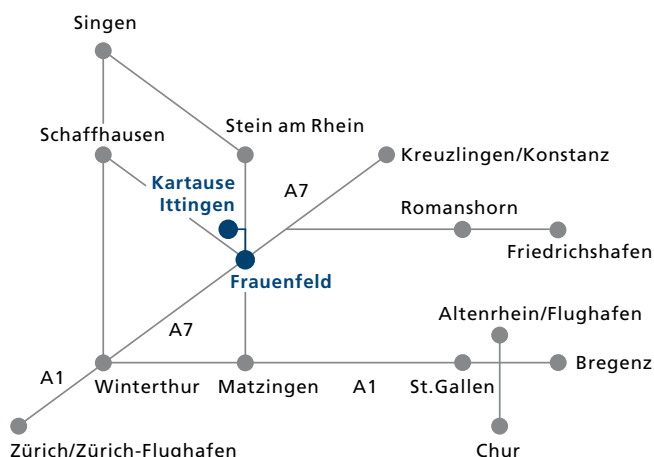 Singen
Schaffhausen
Stein am Rhein
Kreuzlingen/Konstanz
Kartause
Ittingen
A7
Romanshorn
Friedrichshafen
Frauenfeld
Altenrhein/Flughafen
A7
A1
Winterthur
Matzingen
A1
St.Gallen
Bregenz
Zürich/Zürich-Flughafen
Chur